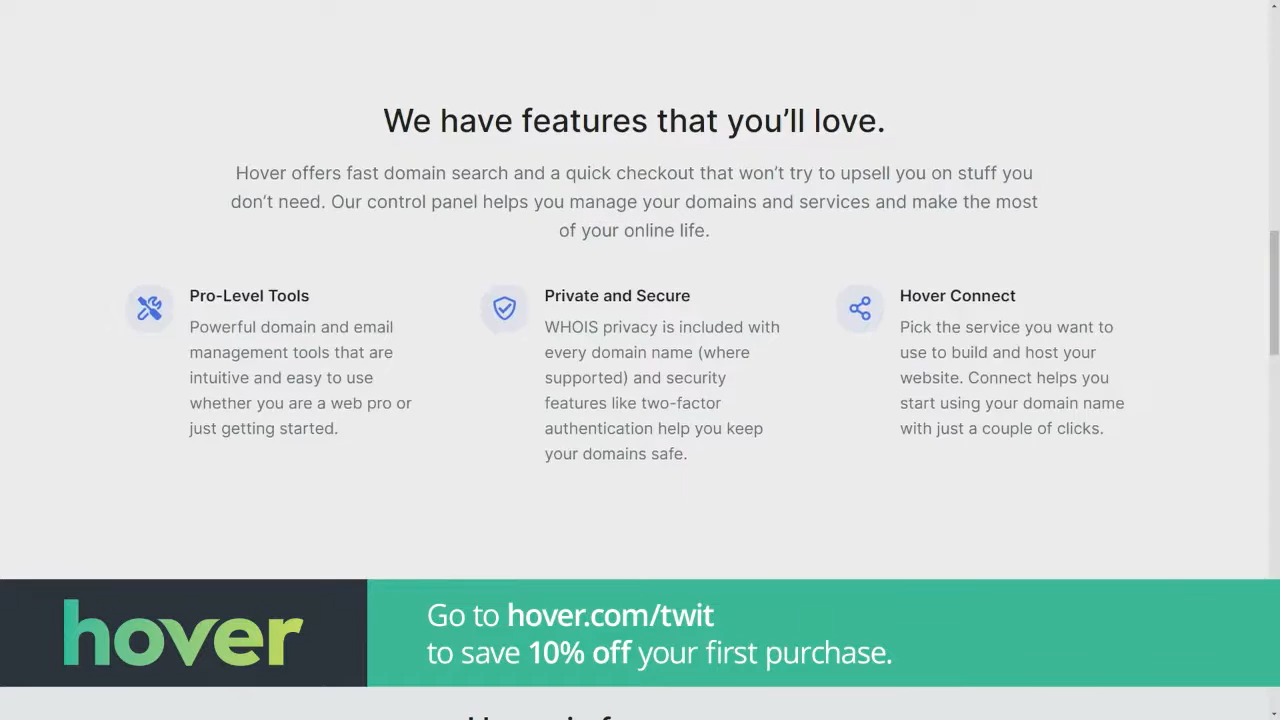 We have features that you’ll love.
Hover offers fast domain search and a quick checkout that won’t try to upsell you on stuff you
don’t need. Our control panel helps you manage your domains and services and make the most
of your online life.
Pro-Level Tools
Powerful domain and email
management tools that are
intuitive and easy to use
whether you are a web pro or
just getting started.
Private and Secure
WHOIS privacy is included with
every domain name (where
supported) and security
features like two-factor
authentication help you keep
your domains safe.
Hover Connect
Pick the service you want to
use to build and host your
website. Connect helps you
start using your domain name
with just a couple of clicks.
hover
Go to hover.com/twit
to save 10% off your first purchase.